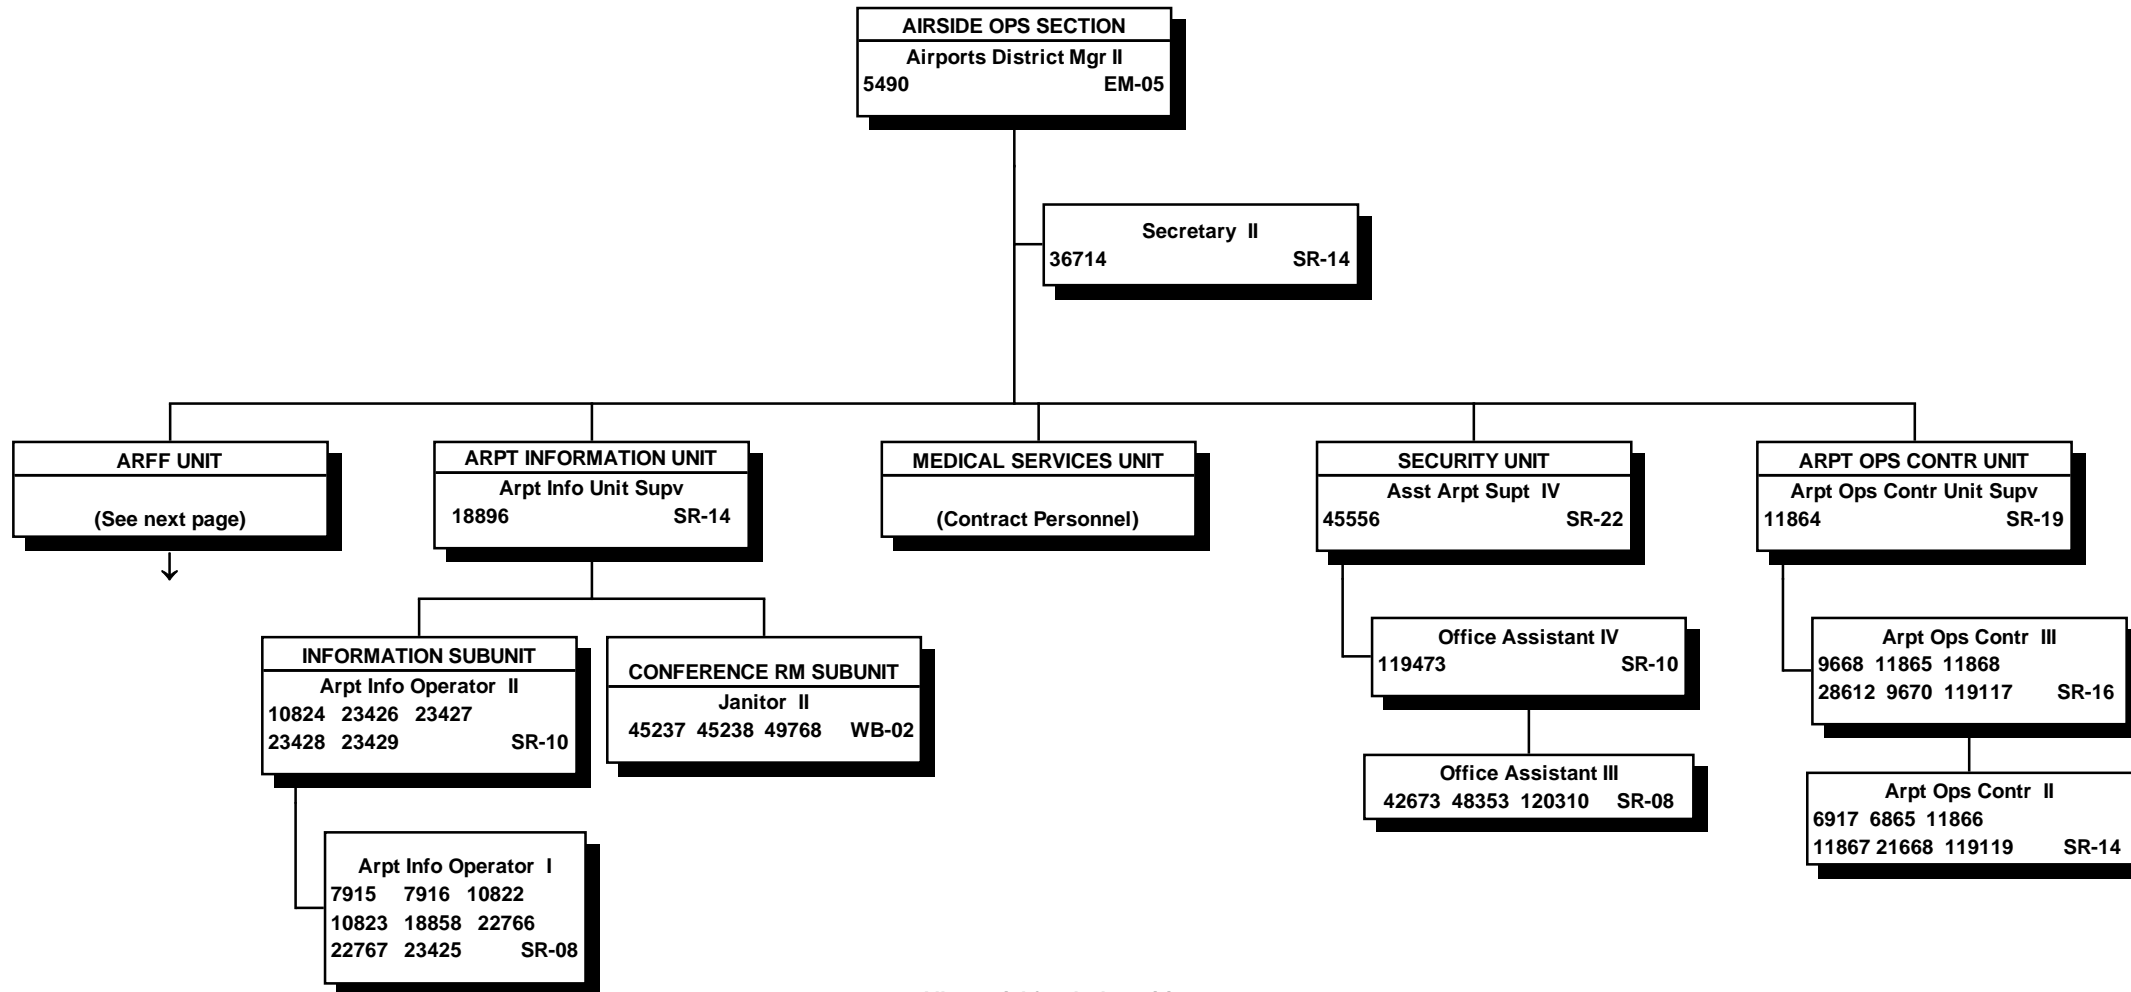 AIRSIDE OPS SECTION
Airports District Mgr II
5490 EM-05
Secretary II
36714 SR-14
ARFF UNIT
(See next page)
↓
ARPT INFORMATION UNIT
Arpt Info Unit Supv
18896 SR-14
MEDICAL SERVICES UNIT
(Contract Personnel)
SECURITY UNIT
Asst Arpt Supt IV
45556 SR-22
ARPT OPS CONTR UNIT
Arpt Ops Contr Unit Supv
11864 SR-19
INFORMATION SUBUNIT
Arpt Info Operator II
10824 23426 23427
23428 23429 SR-10
CONFERENCE RM SUBUNIT
Janitor II
45237 45238 49768 WB-02
Office Assistant IV
119473 SR-10
Arpt Ops Contr III
9668 11865 11868
28612 9670 119117 SR-16
Office Assistant III
42673 48353 120310 SR-08
Arpt Ops Contr II
6917 6865 11866
11867 21668 119119 SR-14
Arpt Info Operator I
7915 7916 10822
10823 18858 22766
22767 23425 SR-08